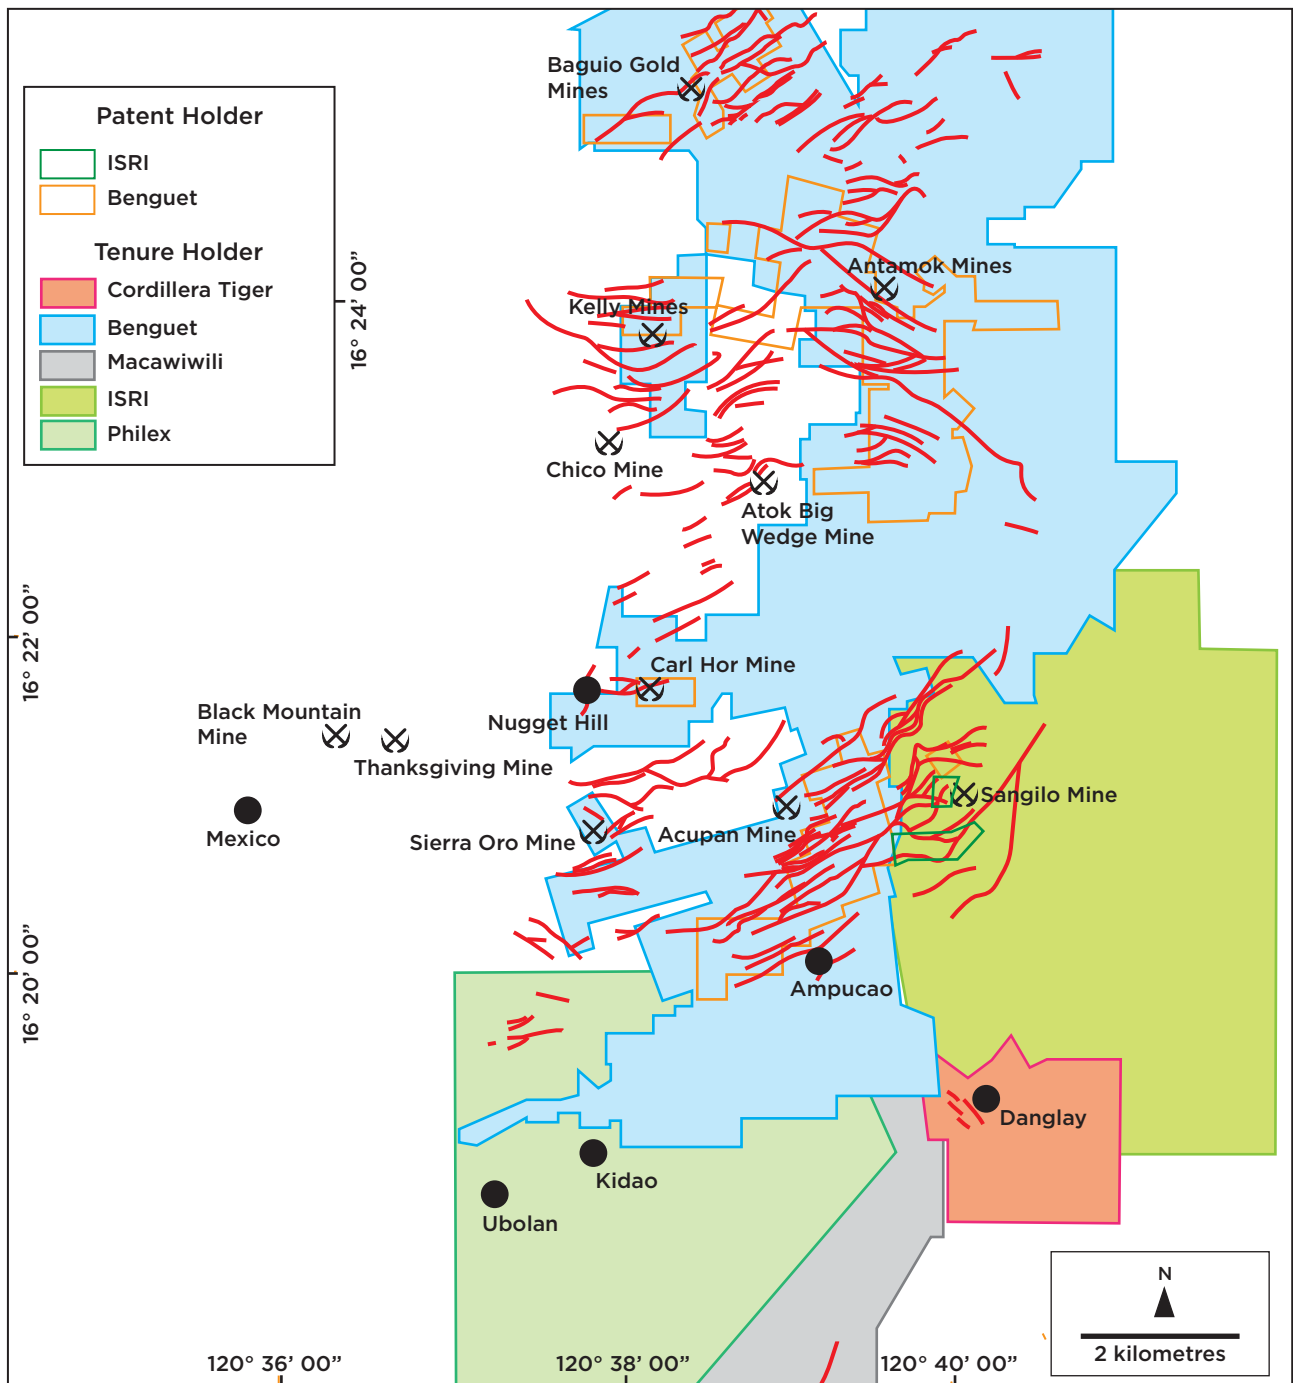 Patent Holder
ISRI
Benguet
Tenure Holder
Cordillera Tiger
Benguet
Macawiwili
ISRI
Philex
Baguio Gold
Mines
16° 24’ 00”
Antamok Mines
Kelly Mines
Chico Mine
Atok Big
Wedge Mine
16° 22’ 00”
Carl Hor Mine
Nugget Hill
Black Mountain
Mine
Thanksgiving Mine
Mexico
Sangilo Mine
Acupan Mine
Sierra Oro Mine
16° 20’ 00”
Ampucao
Danglay
Kidao
Ubolan
N
2 kilometres
120° 36’ 00”
120° 38’ 00”
120° 40’ 00”